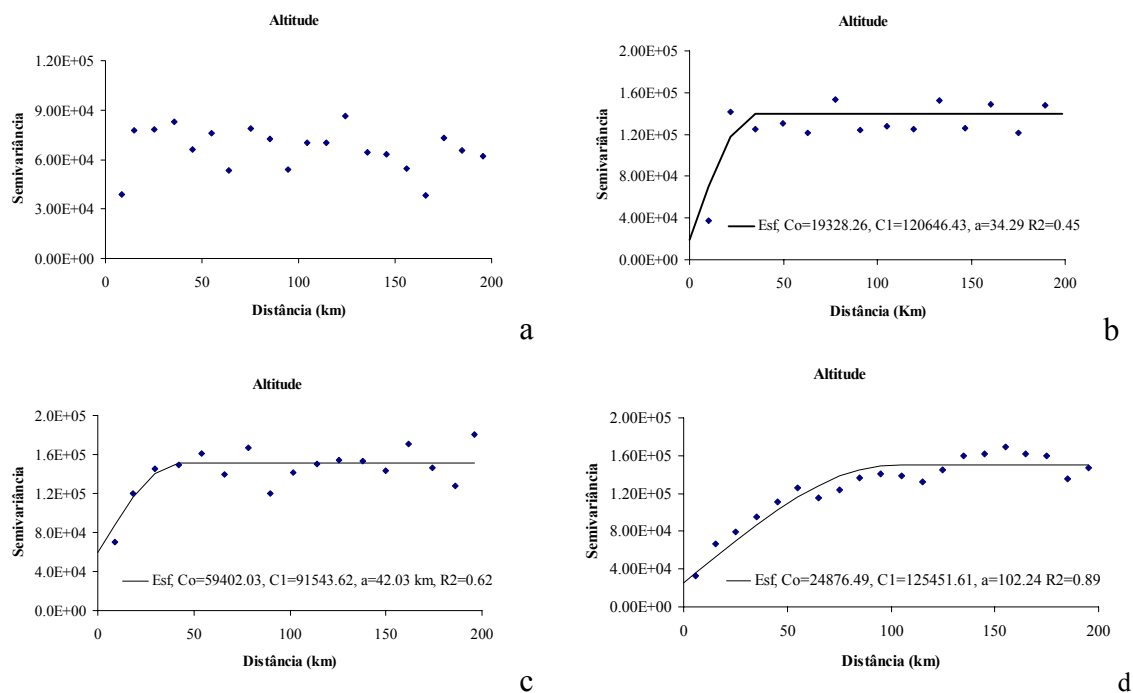 Altitude
1.20E+05
9.00E+04
6.00E+04
3.00E+04
0.00E+00
Semivariância
0 50 100 150 200
Distância (km)
a
Altitude
2.00E+05
1.60E+05
1.20E+05
8.00E+04
4.00E+04
0.00E+00
Semivariância
Esf, Co=19328.26, C1=120646.43, a=34.29 R2=0.45
0 50 100 150 200
Distância (Km)
b
Altitude
2.0E+05
1.6E+05
1.2E+05
8.0E+04
4.0E+04
0.0E+00
Semivariância
Esf, Co=59402.03, C1=91543.62, a=42.03 km, R2=0.62
0 50 100 150 200
Distância (km)
c
Altitude
2.00E+05
1.60E+05
1.20E+05
8.00E+04
4.00E+04
0.00E+00
Semivariância
Esf, Co=24876.49, C1=125451.61, a=102.24 R2=0.89
0 50 100 150 200
Distância (km)
d